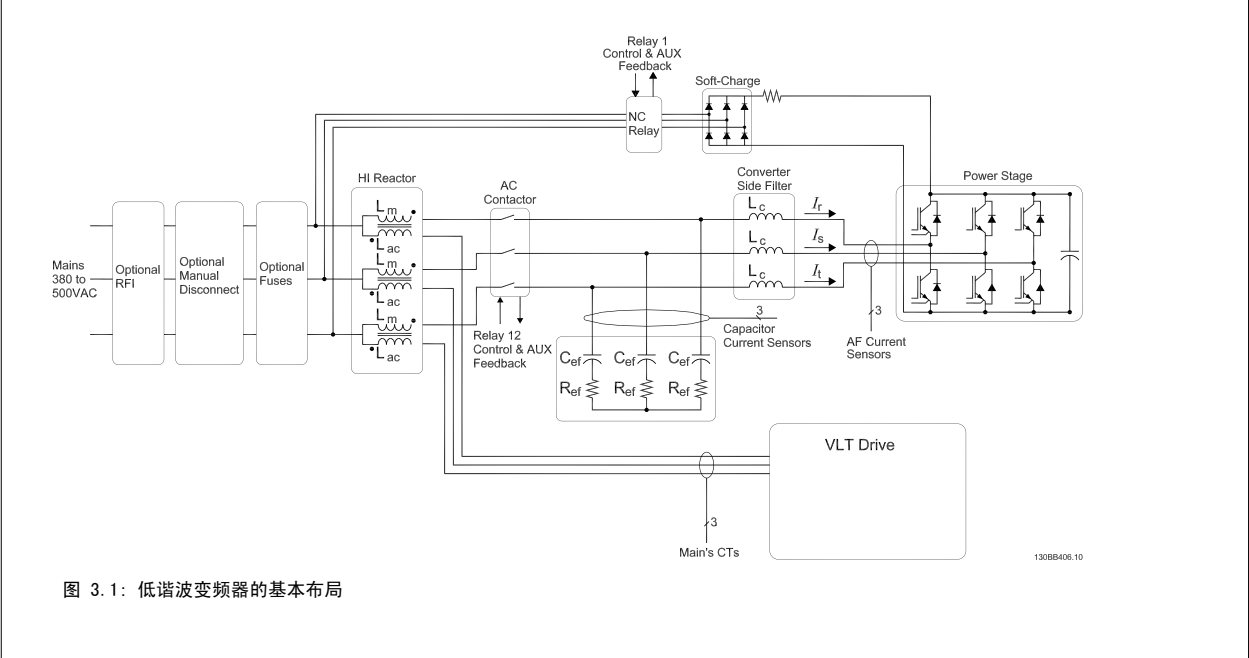 Relay 1
Control & AUX
Feedback
Soft-Charge
NC
Relay
HI Reactor
AC
Contactor
Converter
Side Filter
Power Stage
Lm
Lac
Lm
Lac
Lm
Lac
Lc
Lc
Lc
Ir
Is
It
Mains
380 to
500VAC
Optional
RFI
Optional
Manual
Disconnect
Optional
Fuses
Relay 12
Control & AUX
Feedback
3
Capacitor
Current Sensors
3
AF Current
Sensors
Cef
Cef
Cef
Ref
Ref
Ref
VLT Drive
3
Main's CTs
130BB406.10
图 3.1: 低谐波变频器的基本布局